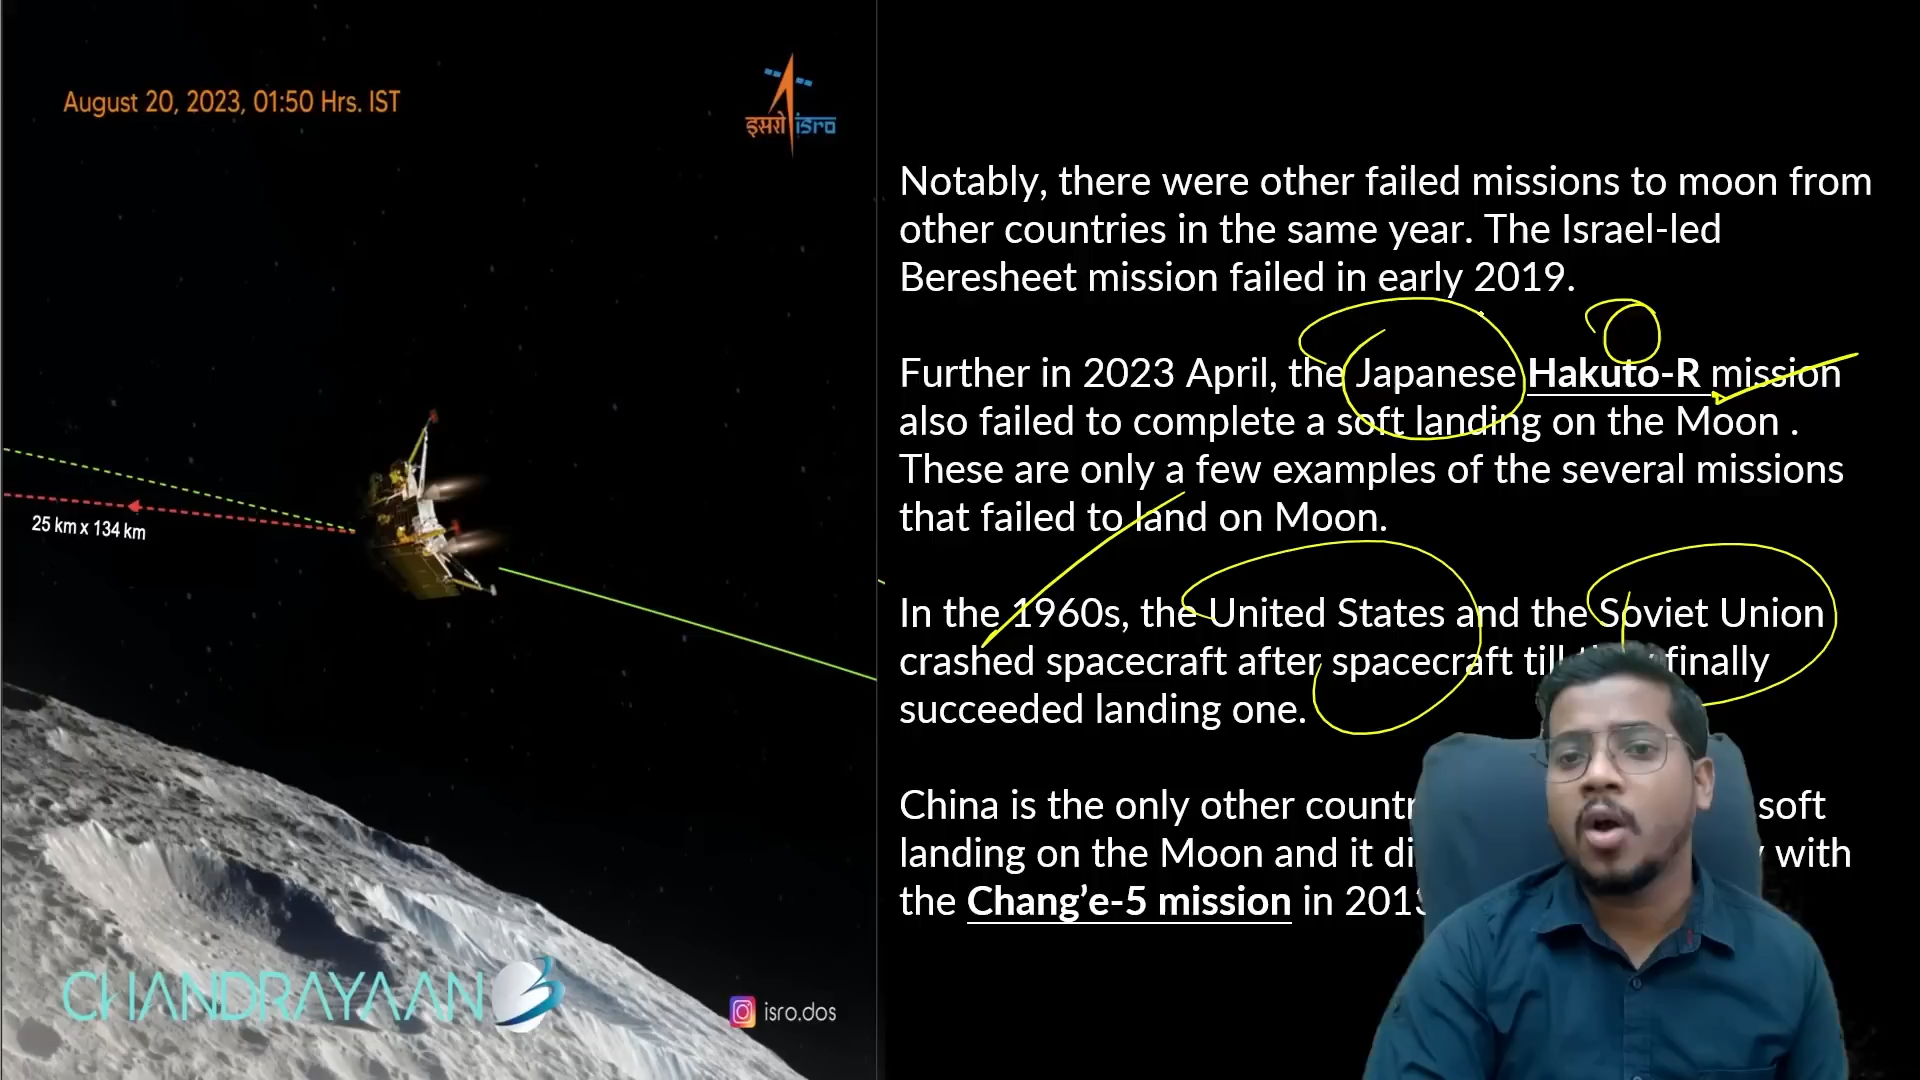 August 20, 2023, 01:50 Hrs. IST
इसरो isro
25 km x 134 km
CHANDRAYAAN 3
isro.dos
Notably, there were other failed missions to moon from
other countries in the same year. The Israel-led
Beresheet mission failed in early 2019.
Further in 2023 April, the Japanese Hakuto-R mission
also failed to complete a soft landing on the Moon .
These are only a few examples of the several missions
that failed to land on Moon.
In the 1960s, the United States and the Soviet Union
crashed spacecraft after spacecraft till finally
succeeded landing one.
China is the only other soft
landing on the Moon and it with
the Chang’e-5 mission in